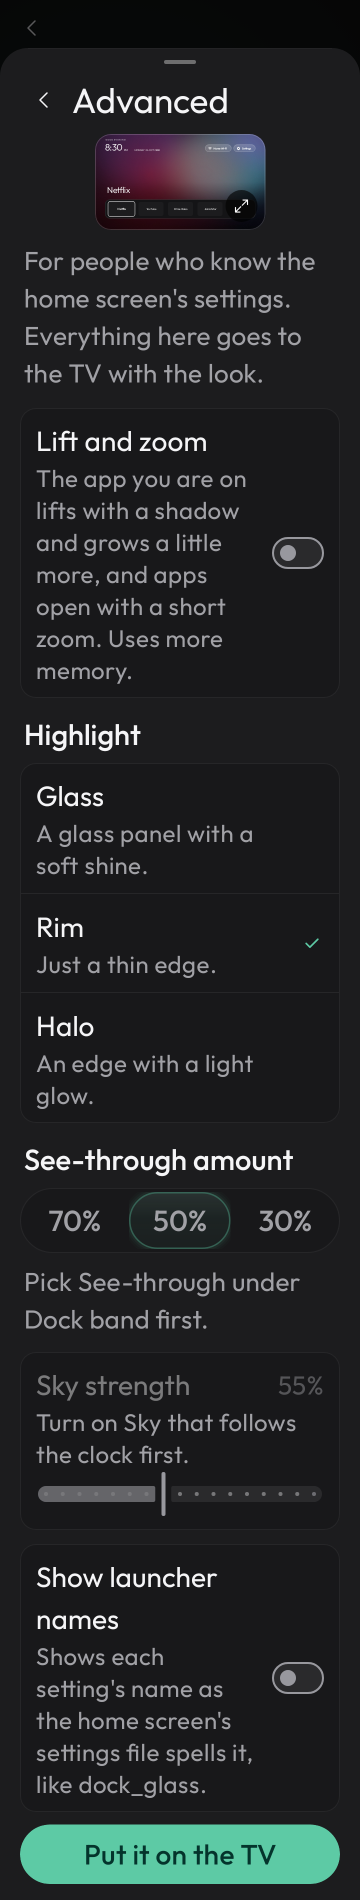 Advanced
8:30
Netflix
For people who know the
home screen's settings.
Everything here goes to
the TV with the look.
Lift and zoom
The app you are on
lifts with a shadow
and grows a little
more, and apps
open with a short
zoom. Uses more
memory.
Highlight
Glass
A glass panel with a
soft shine.
Rim
Just a thin edge.
Halo
An edge with a light
glow.
See-through amount
70% 50% 30%
Pick See-through under
Dock band first.
Sky strength 55%
Turn on Sky that follows
the clock first.
Show launcher
names
Shows each
setting's name as
the home screen's
settings file spells it,
like dock_glass.
Put it on the TV